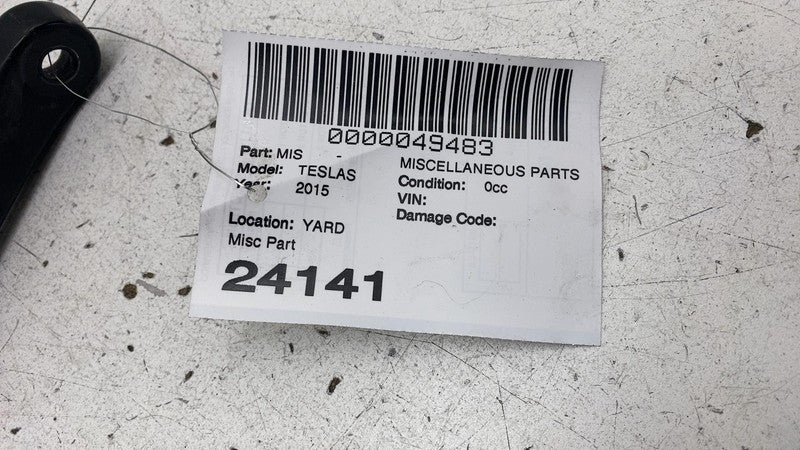 0000049483
Part: MIS - MISCELLANEOUS PARTS
Model: TESLAS Condition: 0cc
Year: 2015 VIN:
Damage Code:
Location: YARD
Misc Part
24141